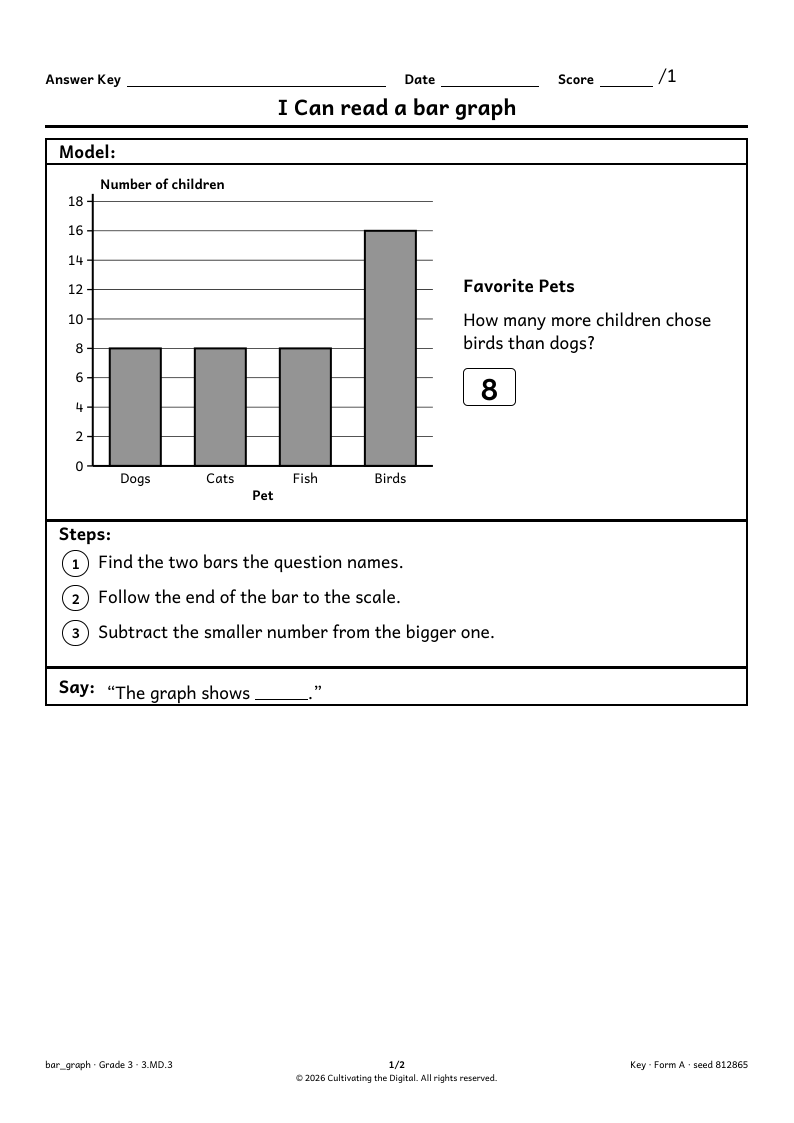 Answer Key ____________ Date ____________ Score ______ /1
I Can read a bar graph
Model:
Number of children
18
16
14
12
10
8
6
4
2
0
Dogs Cats Fish Birds
Pet
Favorite Pets
How many more children chose
birds than dogs?
8
Steps:
1 Find the two bars the question names.
2 Follow the end of the bar to the scale.
3 Subtract the smaller number from the bigger one.
Say: “The graph shows ______.”
bar_graph · Grade 3 · 3.MD.3 1/2 Key · Form A · seed 812865
© 2026 Cultivating the Digital. All rights reserved.